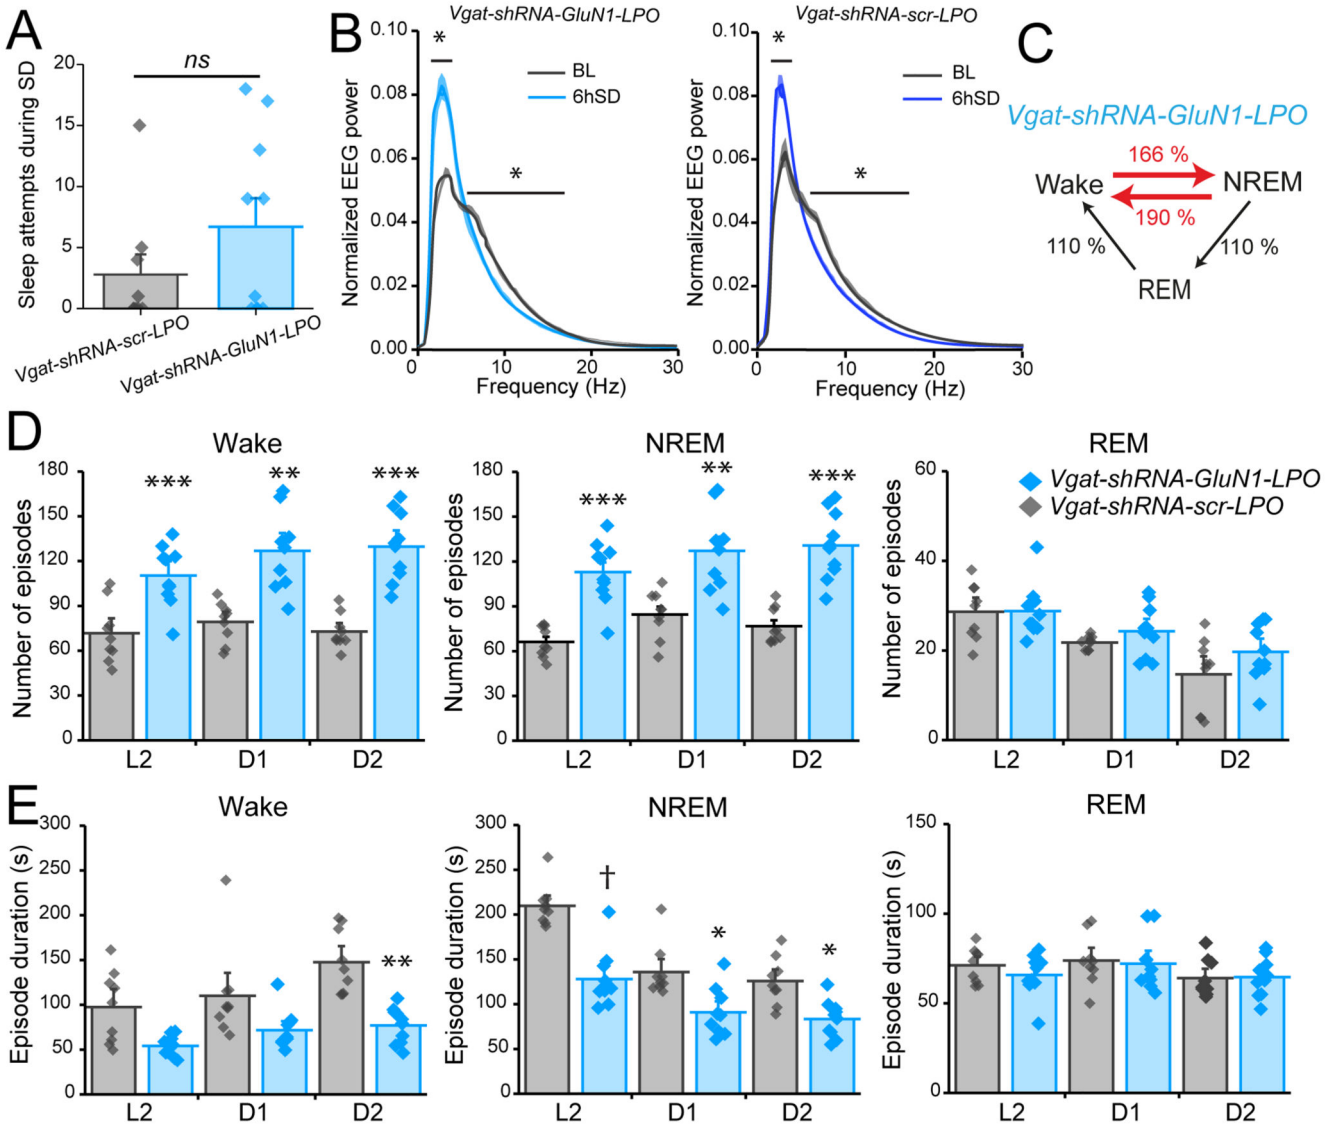 A
Sleep attempts during SD
20
15
10
5
0
ns
Vgat-shRNA-scr-LPO
Vgat-shRNA-GluN1-LPO
B
Vgat-shRNA-GluN1-LPO
Normalized EEG power
0.10
0.08
0.06
0.04
0.02
0.00
*
*
BL
6hSD
0 10 20 30
Frequency (Hz)
Vgat-shRNA-scr-LPO
Normalized EEG power
0.10
0.08
0.06
0.04
0.02
0.00
*
*
BL
6hSD
0 10 20 30
Frequency (Hz)
C
Vgat-shRNA-GluN1-LPO
166 %
Wake NREM
190 %
110 % 110 %
REM
D
Wake
Number of episodes
180
150
120
90
60
30
0
*** ** ***
L2 D1 D2
NREM
Number of episodes
180
150
120
90
60
30
0
*** ** ***
L2 D1 D2
REM
Number of episodes
60
40
20
0
Vgat-shRNA-GluN1-LPO
Vgat-shRNA-scr-LPO
L2 D1 D2
E
Wake
Episode duration (s)
300
250
200
150
100
50
0
**
L2 D1 D2
NREM
Episode duration (s)
300
250
200
150
100
50
0
† * *
L2 D1 D2
REM
Episode duration (s)
150
100
50
0
L2 D1 D2